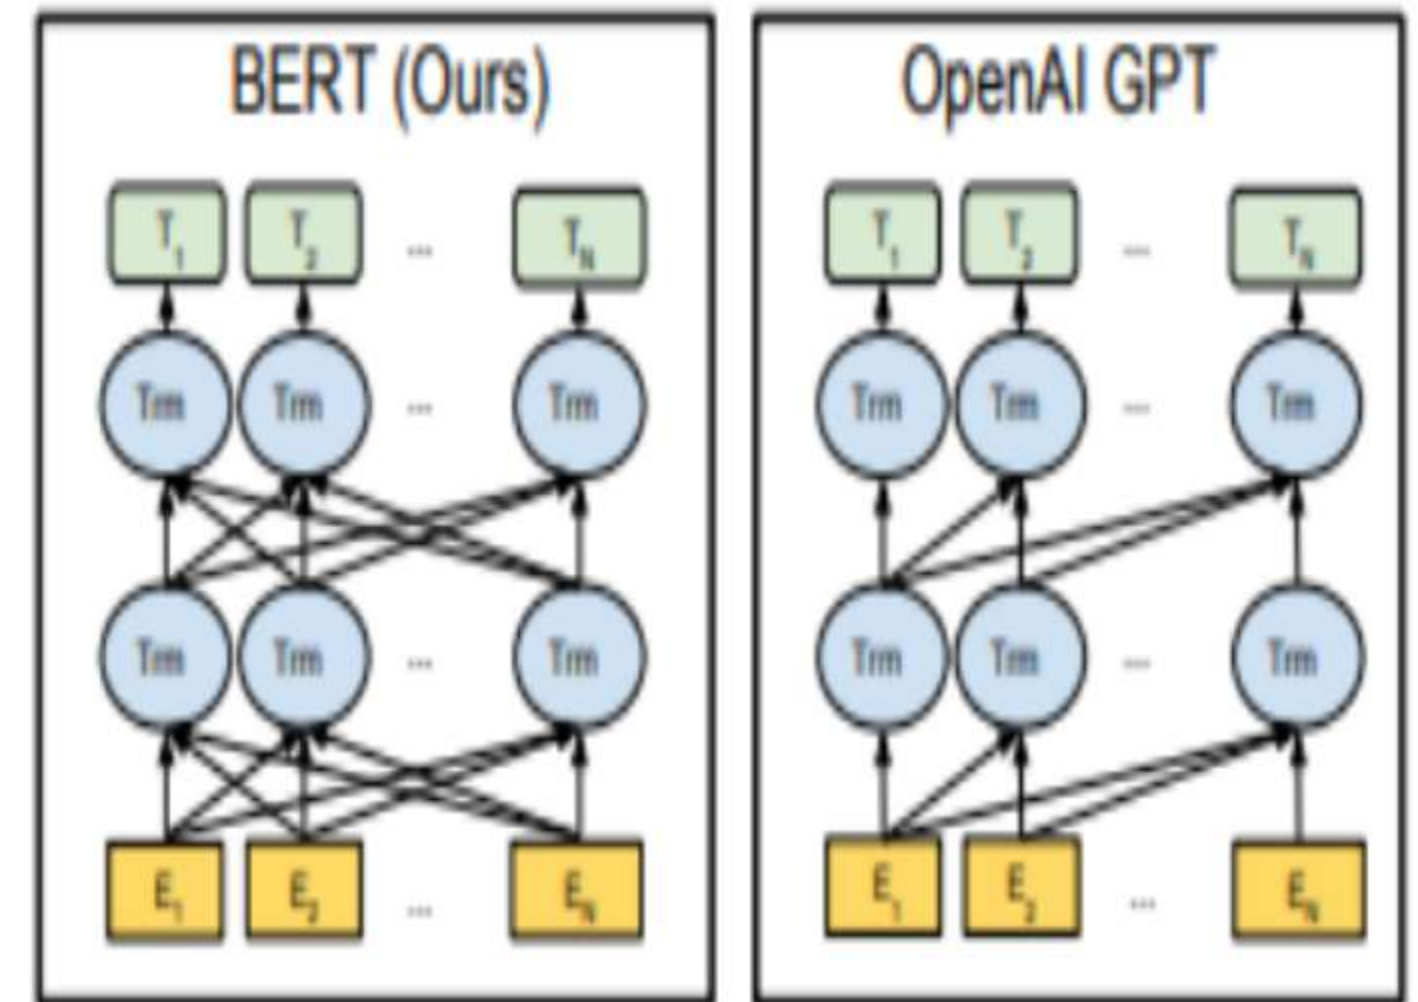 BERT (Ours)
T1 T2 ... TN
Trm Trm ... Trm
Trm Trm ... Trm
E1 E2 ... EN
OpenAI GPT
T1 T2 ... TN
Trm Trm ... Trm
Trm Trm ... Trm
E1 E2 ... EN